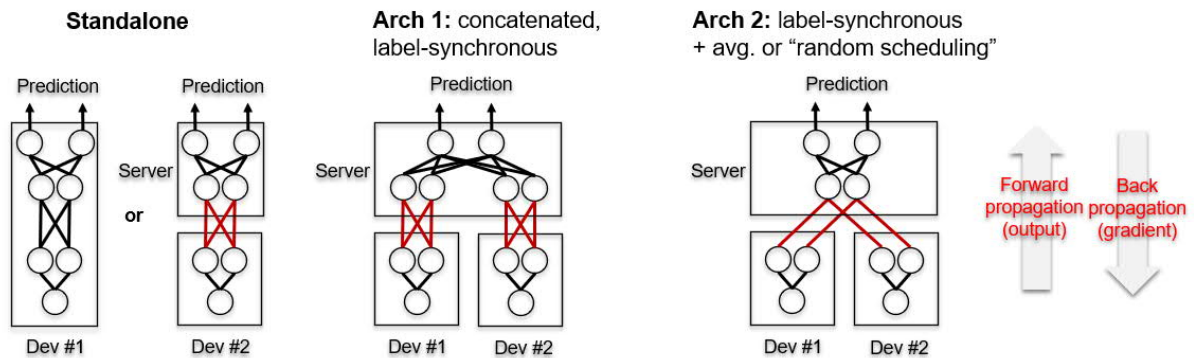 Standalone
Prediction
Prediction
Server
or
Dev #1
Dev #2
Arch 1: concatenated,
label-synchronous
Prediction
Server
Dev #1
Dev #2
Arch 2: label-synchronous
+ avg. or “random scheduling”
Prediction
Server
Dev #1
Dev #2
Forward
propagation
(output)
Back
propagation
(gradient)